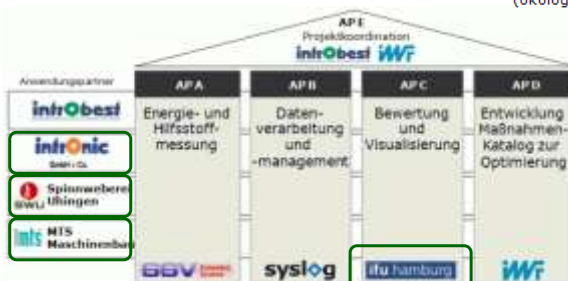 (ökolog
AP E
Projektkoordination
intrObest IWF
Anwendungspartner
AP A
AP B
AP C
AP D
intrObest
intrOnic
GmbH & Co.
Spinnweberei
SWU Uhingen
imts MTS
Maschinenbau
Energie- und
Hilfsstoff-
messung
Daten-
verarbeitung
und
-management
Bewertung
und
Visualisierung
Entwicklung
Maßnahmen-
Katalog zur
Optimierung
syslog
ifu hamburg
IWF